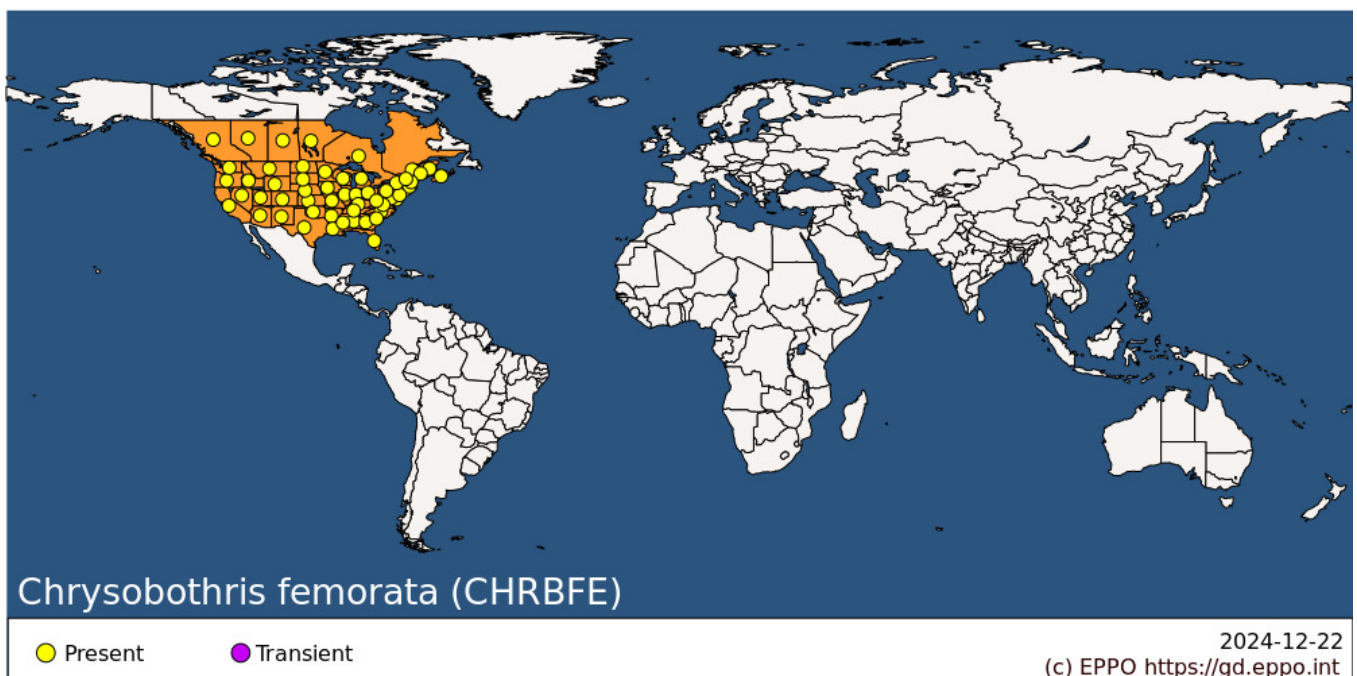 Chrysobothris femorata (CHRBFE)
Present
Transient
2024-12-22
(c) EPPO https://gd.eppo.int